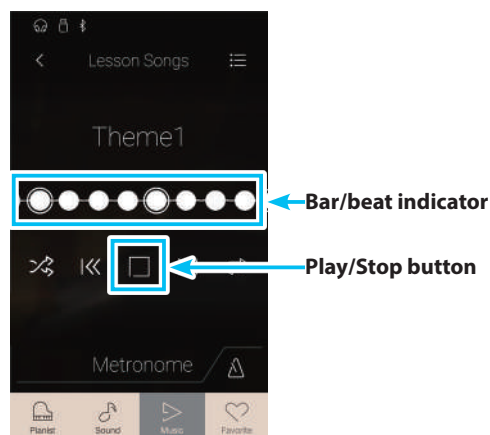 Lesson Songs
Theme1
Bar/beat indicator
Play/Stop button
Metronome
Pianist Sound Music Favorite